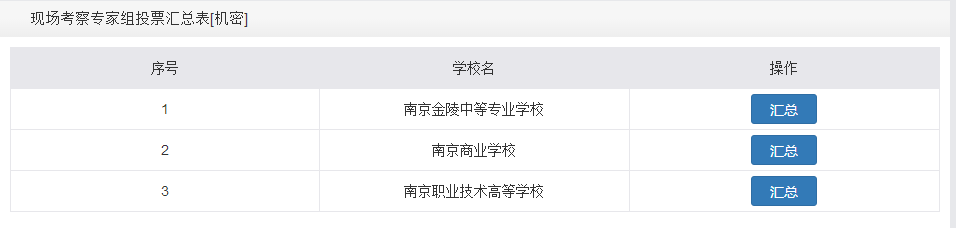 现场考察专家组投票汇总表[机密]
序号 学校名 操作
1 南京金陵中等专业学校 汇总
2 南京商业学校 汇总
3 南京职业技术高等学校 汇总